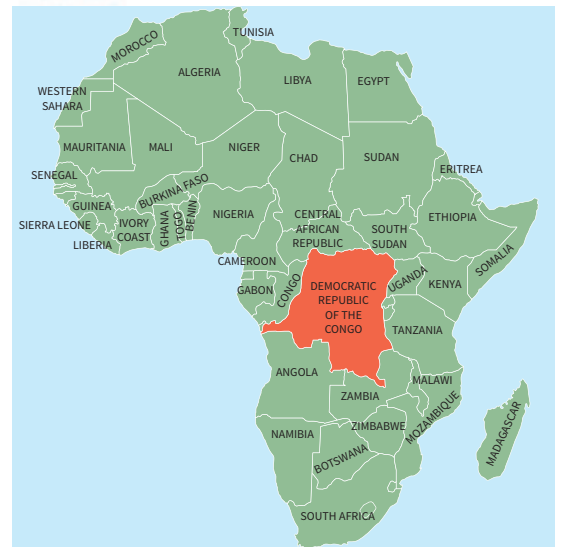 TUNISIA
MOROCCO
ALGERIA
LIBYA
EGYPT
WESTERN
SAHARA
MAURITANIA
MALI
NIGER
CHAD
SUDAN
ERITREA
SENEGAL
BURKINA FASO
GUINEA
SIERRA LEONE
LIBERIA
IVORY
COAST
GHANA
TOGO
BENIN
NIGERIA
CENTRAL
AFRICAN
REPUBLIC
SOUTH
SUDAN
ETHIOPIA
SOMALIA
CAMEROON
GABON
CONGO
DEMOCRATIC
REPUBLIC
OF THE
CONGO
UGANDA
KENYA
TANZANIA
ANGOLA
ZAMBIA
MALAWI
MOZAMBIQUE
ZIMBABWE
NAMIBIA
BOTSWANA
MADAGASCAR
SOUTH AFRICA